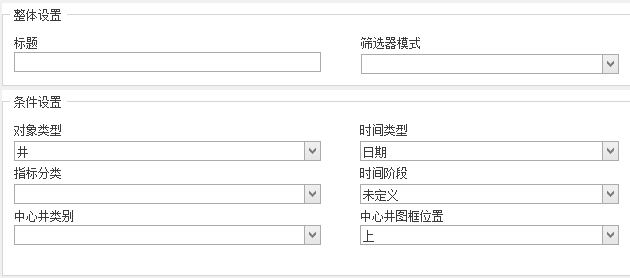 整体设置
标题 筛选器模式
条件设置
对象类型 时间类型
井 日期
指标分类 时间阶段
未定义
中心井类别 中心井图框位置
上